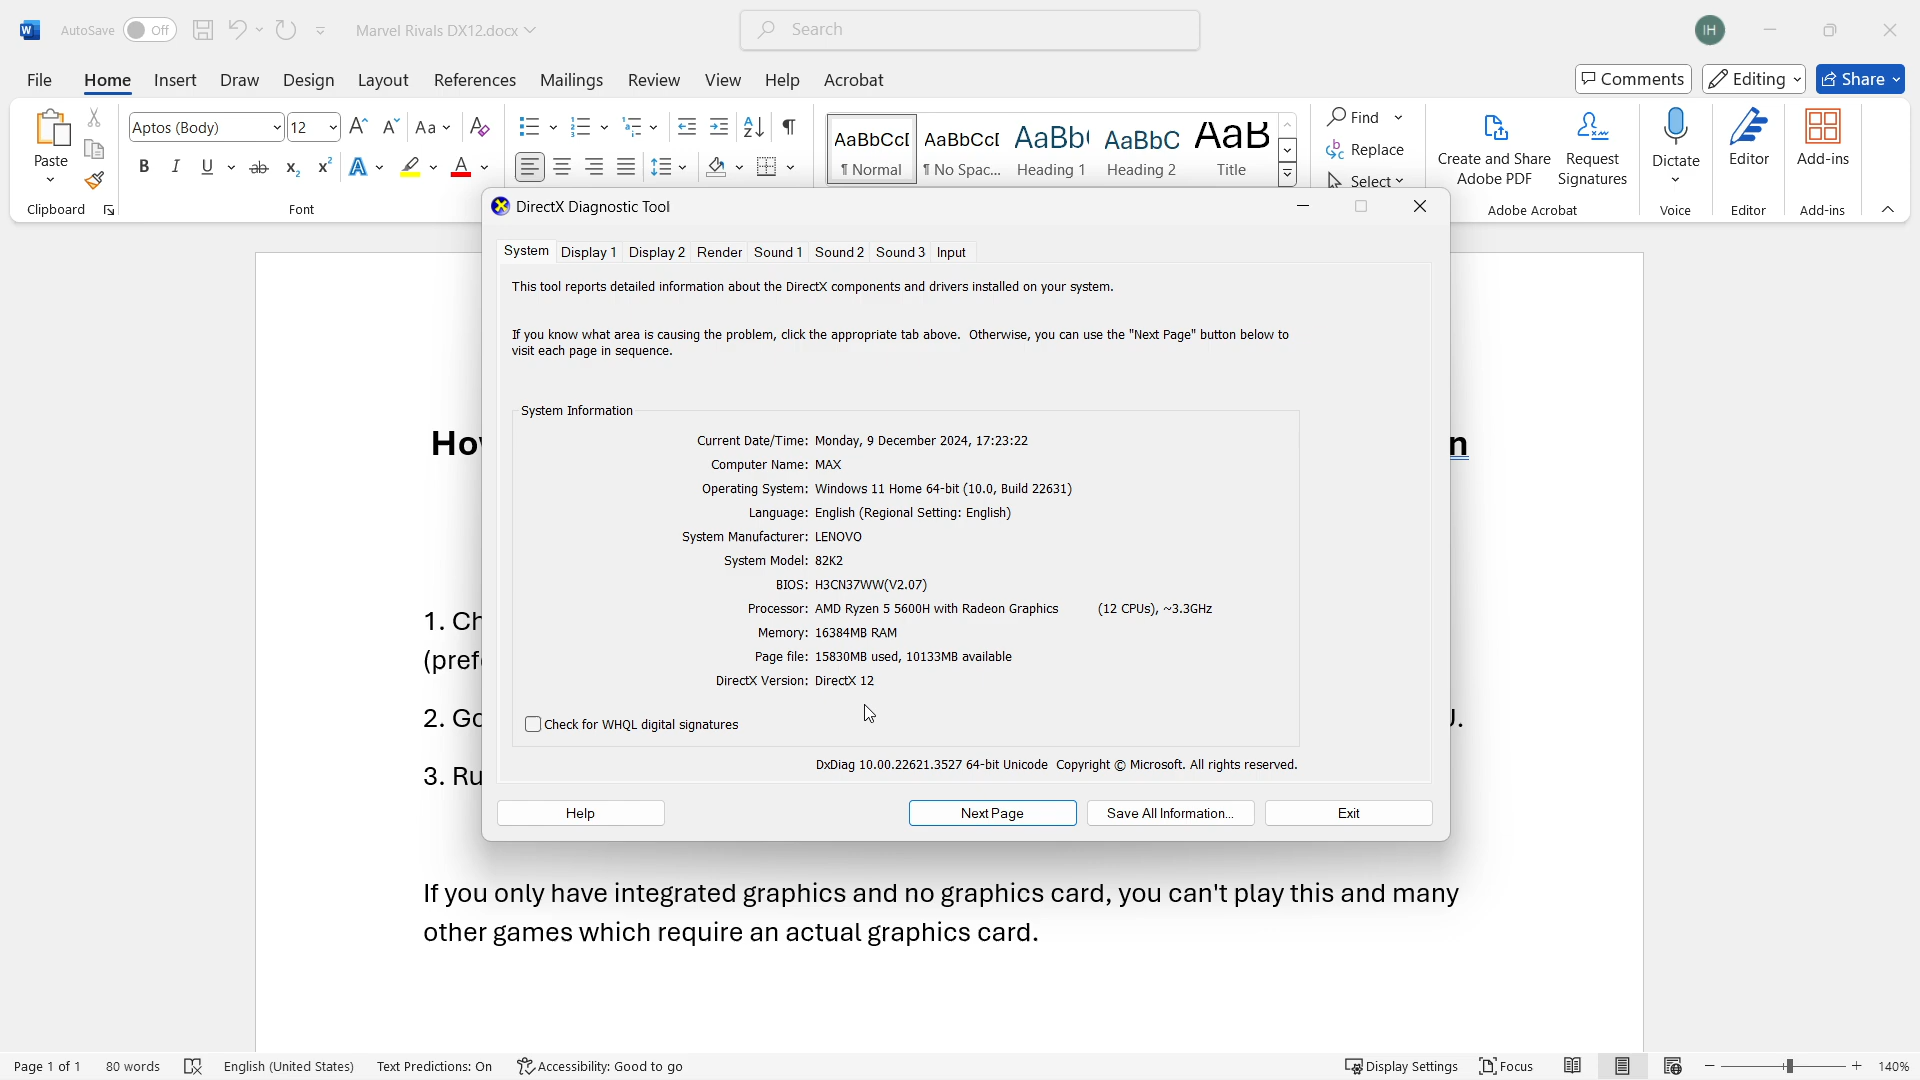 AutoSave Off Marvel Rivals DX12.docx Search IH
File Home Insert Draw Design Layout References Mailings Review View Help Acrobat Comments Editing Share
Paste
Clipboard
Aptos (Body) 12
Font
AaBbCcI AaBbCcI AaBb( AaBbC AaB
¶ Normal ¶ No Spac... Heading 1 Heading 2 Title
Find
Replace
Select
Create and Share Adobe PDF
Request Signatures
Adobe Acrobat
Dictate
Voice
Editor
Editor
Add-ins
Add-ins
DirectX Diagnostic Tool
System Display 1 Display 2 Render Sound 1 Sound 2 Sound 3 Input
This tool reports detailed information about the DirectX components and drivers installed on your system.
If you know what area is causing the problem, click the appropriate tab above. Otherwise, you can use the "Next Page" button below to
visit each page in sequence.
System Information
Current Date/Time: Monday, 9 December 2024, 17:23:22
Computer Name: MAX
Operating System: Windows 11 Home 64-bit (10.0, Build 22631)
Language: English (Regional Setting: English)
System Manufacturer: LENOVO
System Model: 82K2
BIOS: H3CN37WW(V2.07)
Processor: AMD Ryzen 5 5600H with Radeon Graphics (12 CPUs), ~3.3GHz
Memory: 16384MB RAM
Page file: 15830MB used, 10133MB available
DirectX Version: DirectX 12
Check for WHQL digital signatures
DxDiag 10.00.22621.3527 64-bit Unicode Copyright © Microsoft. All rights reserved.
Help Next Page Save All Information... Exit
1.
2.
3.
If you only have integrated graphics and no graphics card, you can't play this and many
other games which require an actual graphics card.
Page 1 of 1 80 words English (United States) Text Predictions: On Accessibility: Good to go Display Settings Focus 140%